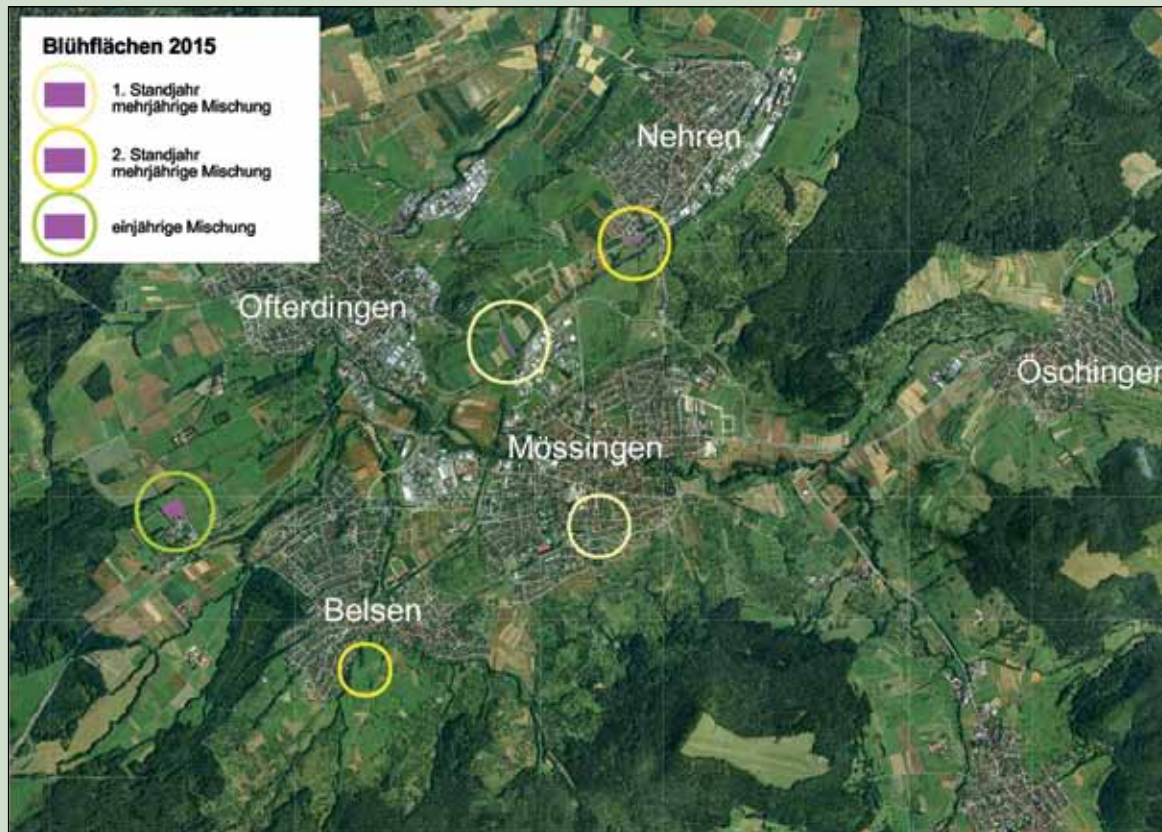 Blühflächen 2015
1. Standjahr
mehrjährige Mischung
2. Standjahr
mehrjährige Mischung
einjährige Mischung
Nehren
Ofterdingen
Öschingen
Mössingen
Belsen